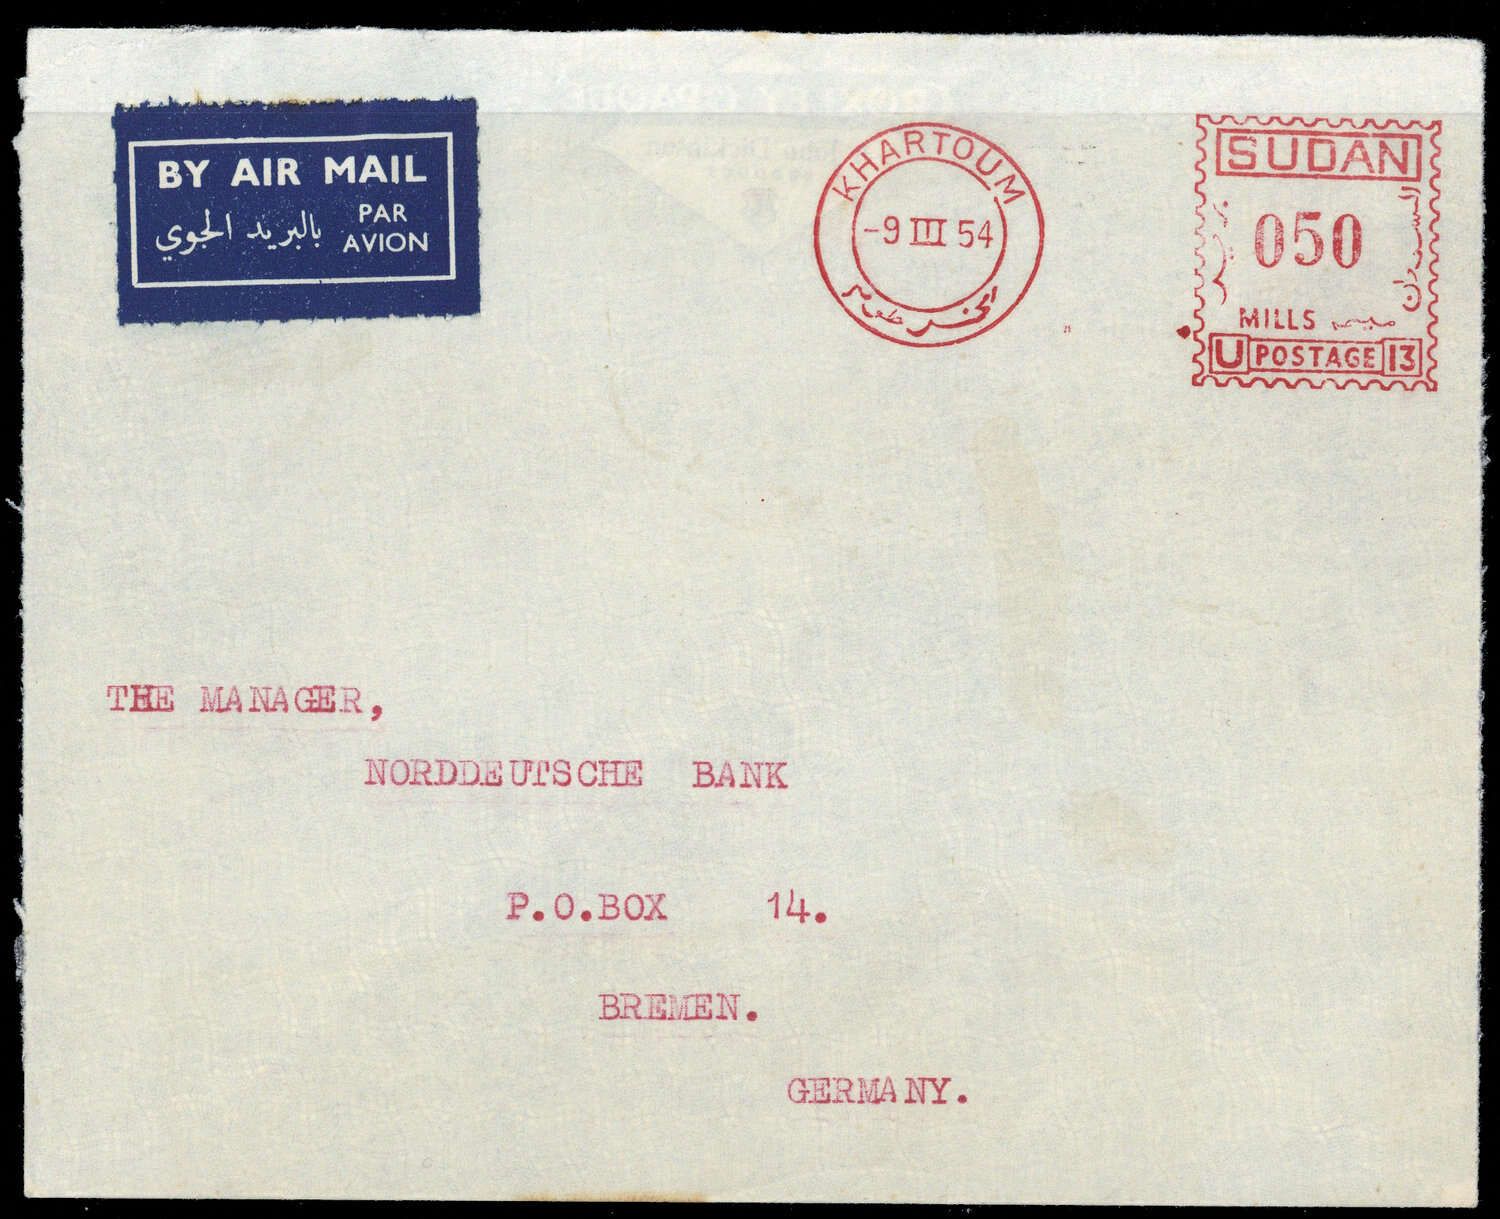 BY AIR MAIL
بالبريد الجوي PAR AVION
KHARTOUM
-9 III 54
الخرطوم
SUDAN
السودان
050
MILLS
U POSTAGE 13
THE MANAGER,
NORDDEUTSCHE BANK
P.O.BOX 14.
BREMEN.
GERMANY.